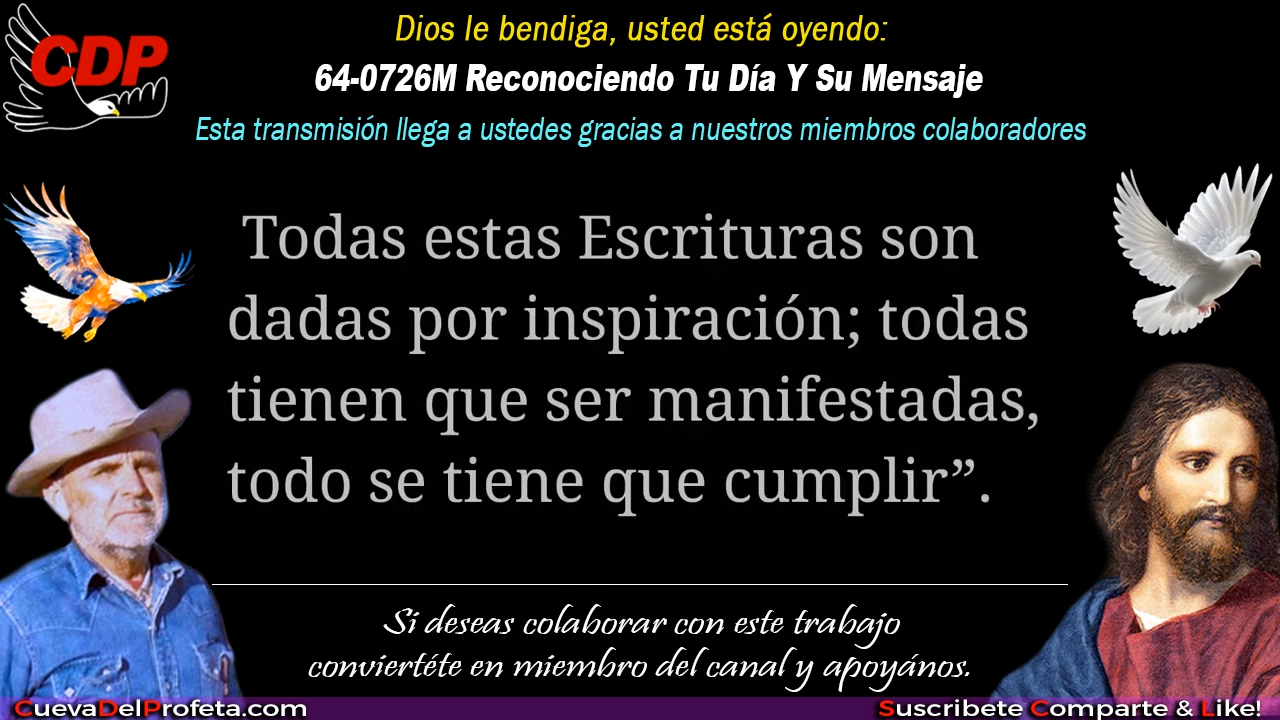 CDP
Dios le bendiga, usted está oyendo:
64-0726M Reconociendo Tu Día Y Su Mensaje
Esta transmisión llega a ustedes gracias a nuestros miembros colaboradores
Todas estas Escrituras son
dadas por inspiración; todas
tienen que ser manifestadas,
todo se tiene que cumplir”.
Si deseas colaborar con este trabajo
conviertéte en miembro del canal y apoyános.
CuevaDelProfeta.com
Suscribete Comparte & Like!